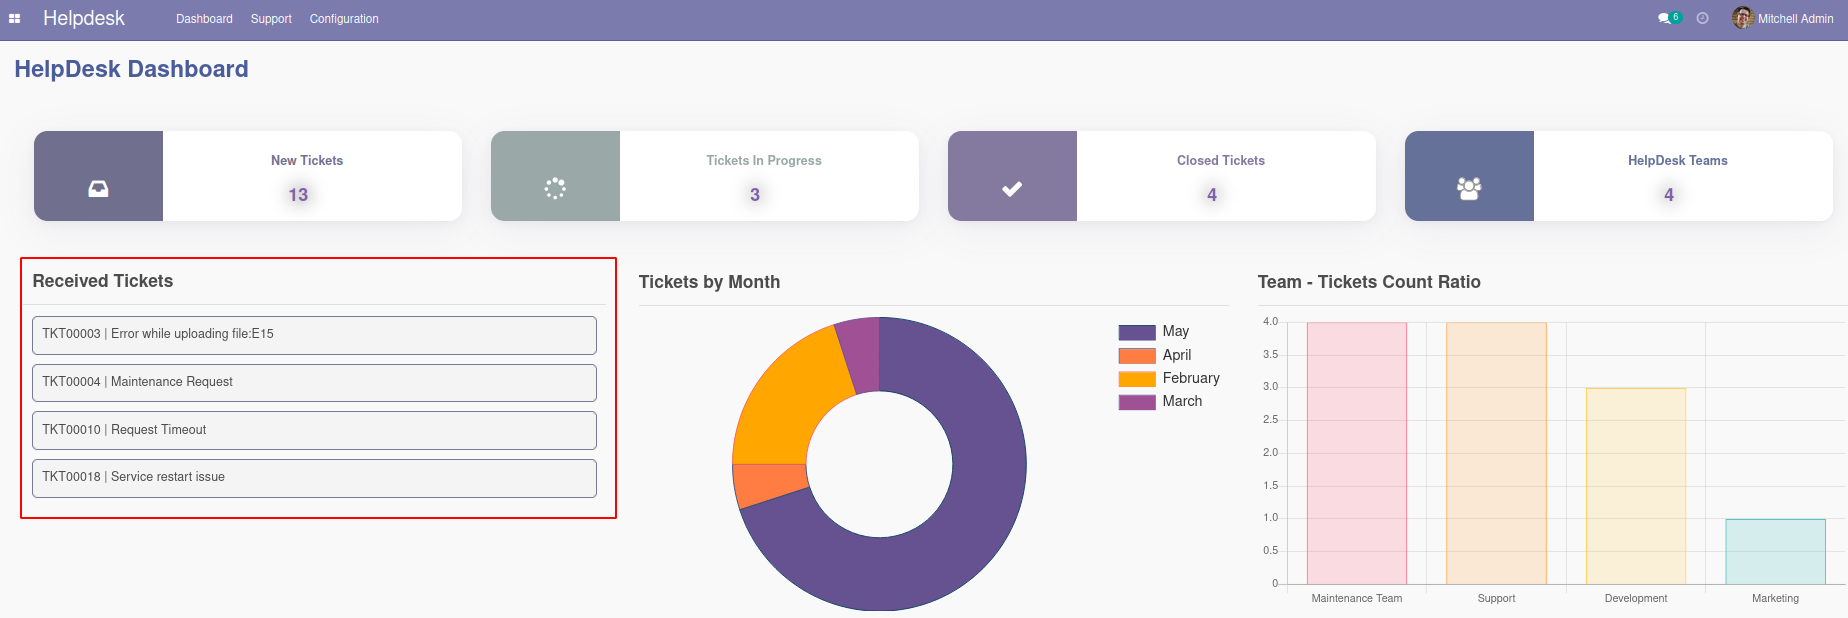 Helpdesk
Dashboard Support Configuration
6
Mitchell Admin
HelpDesk Dashboard
New Tickets
13
Tickets In Progress
3
Closed Tickets
4
HelpDesk Teams
4
Received Tickets
TKT00003 | Error while uploading file:E15
TKT00004 | Maintenance Request
TKT00010 | Request Timeout
TKT00018 | Service restart issue
Tickets by Month
May
April
February
March
Team - Tickets Count Ratio
4.0
3.5
3.0
2.5
2.0
1.5
1.0
0.5
0
Maintenance Team Support Development Marketing